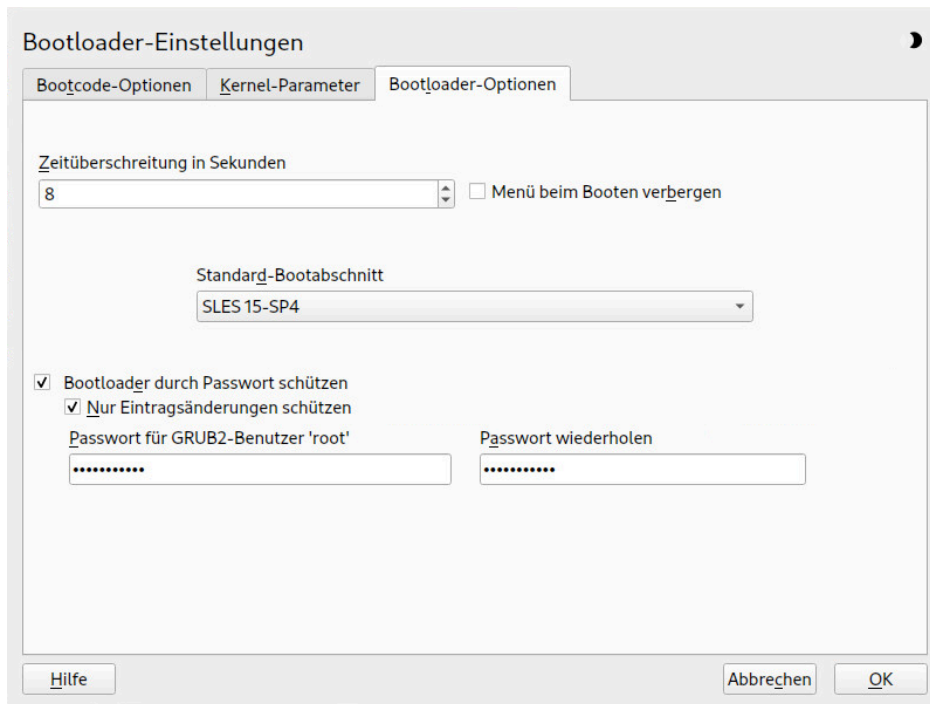 Bootloader-Einstellungen
Bootcode-Optionen Kernel-Parameter Bootloader-Optionen
Zeitüberschreitung in Sekunden
8 Menü beim Booten verbergen
Standard-Bootabschnitt
SLES 15-SP4
Bootloader durch Passwort schützen
Nur Eintragsänderungen schützen
Passwort für GRUB2-Benutzer 'root' Passwort wiederholen
••••••••••• •••••••••••
Hilfe Abbrechen OK